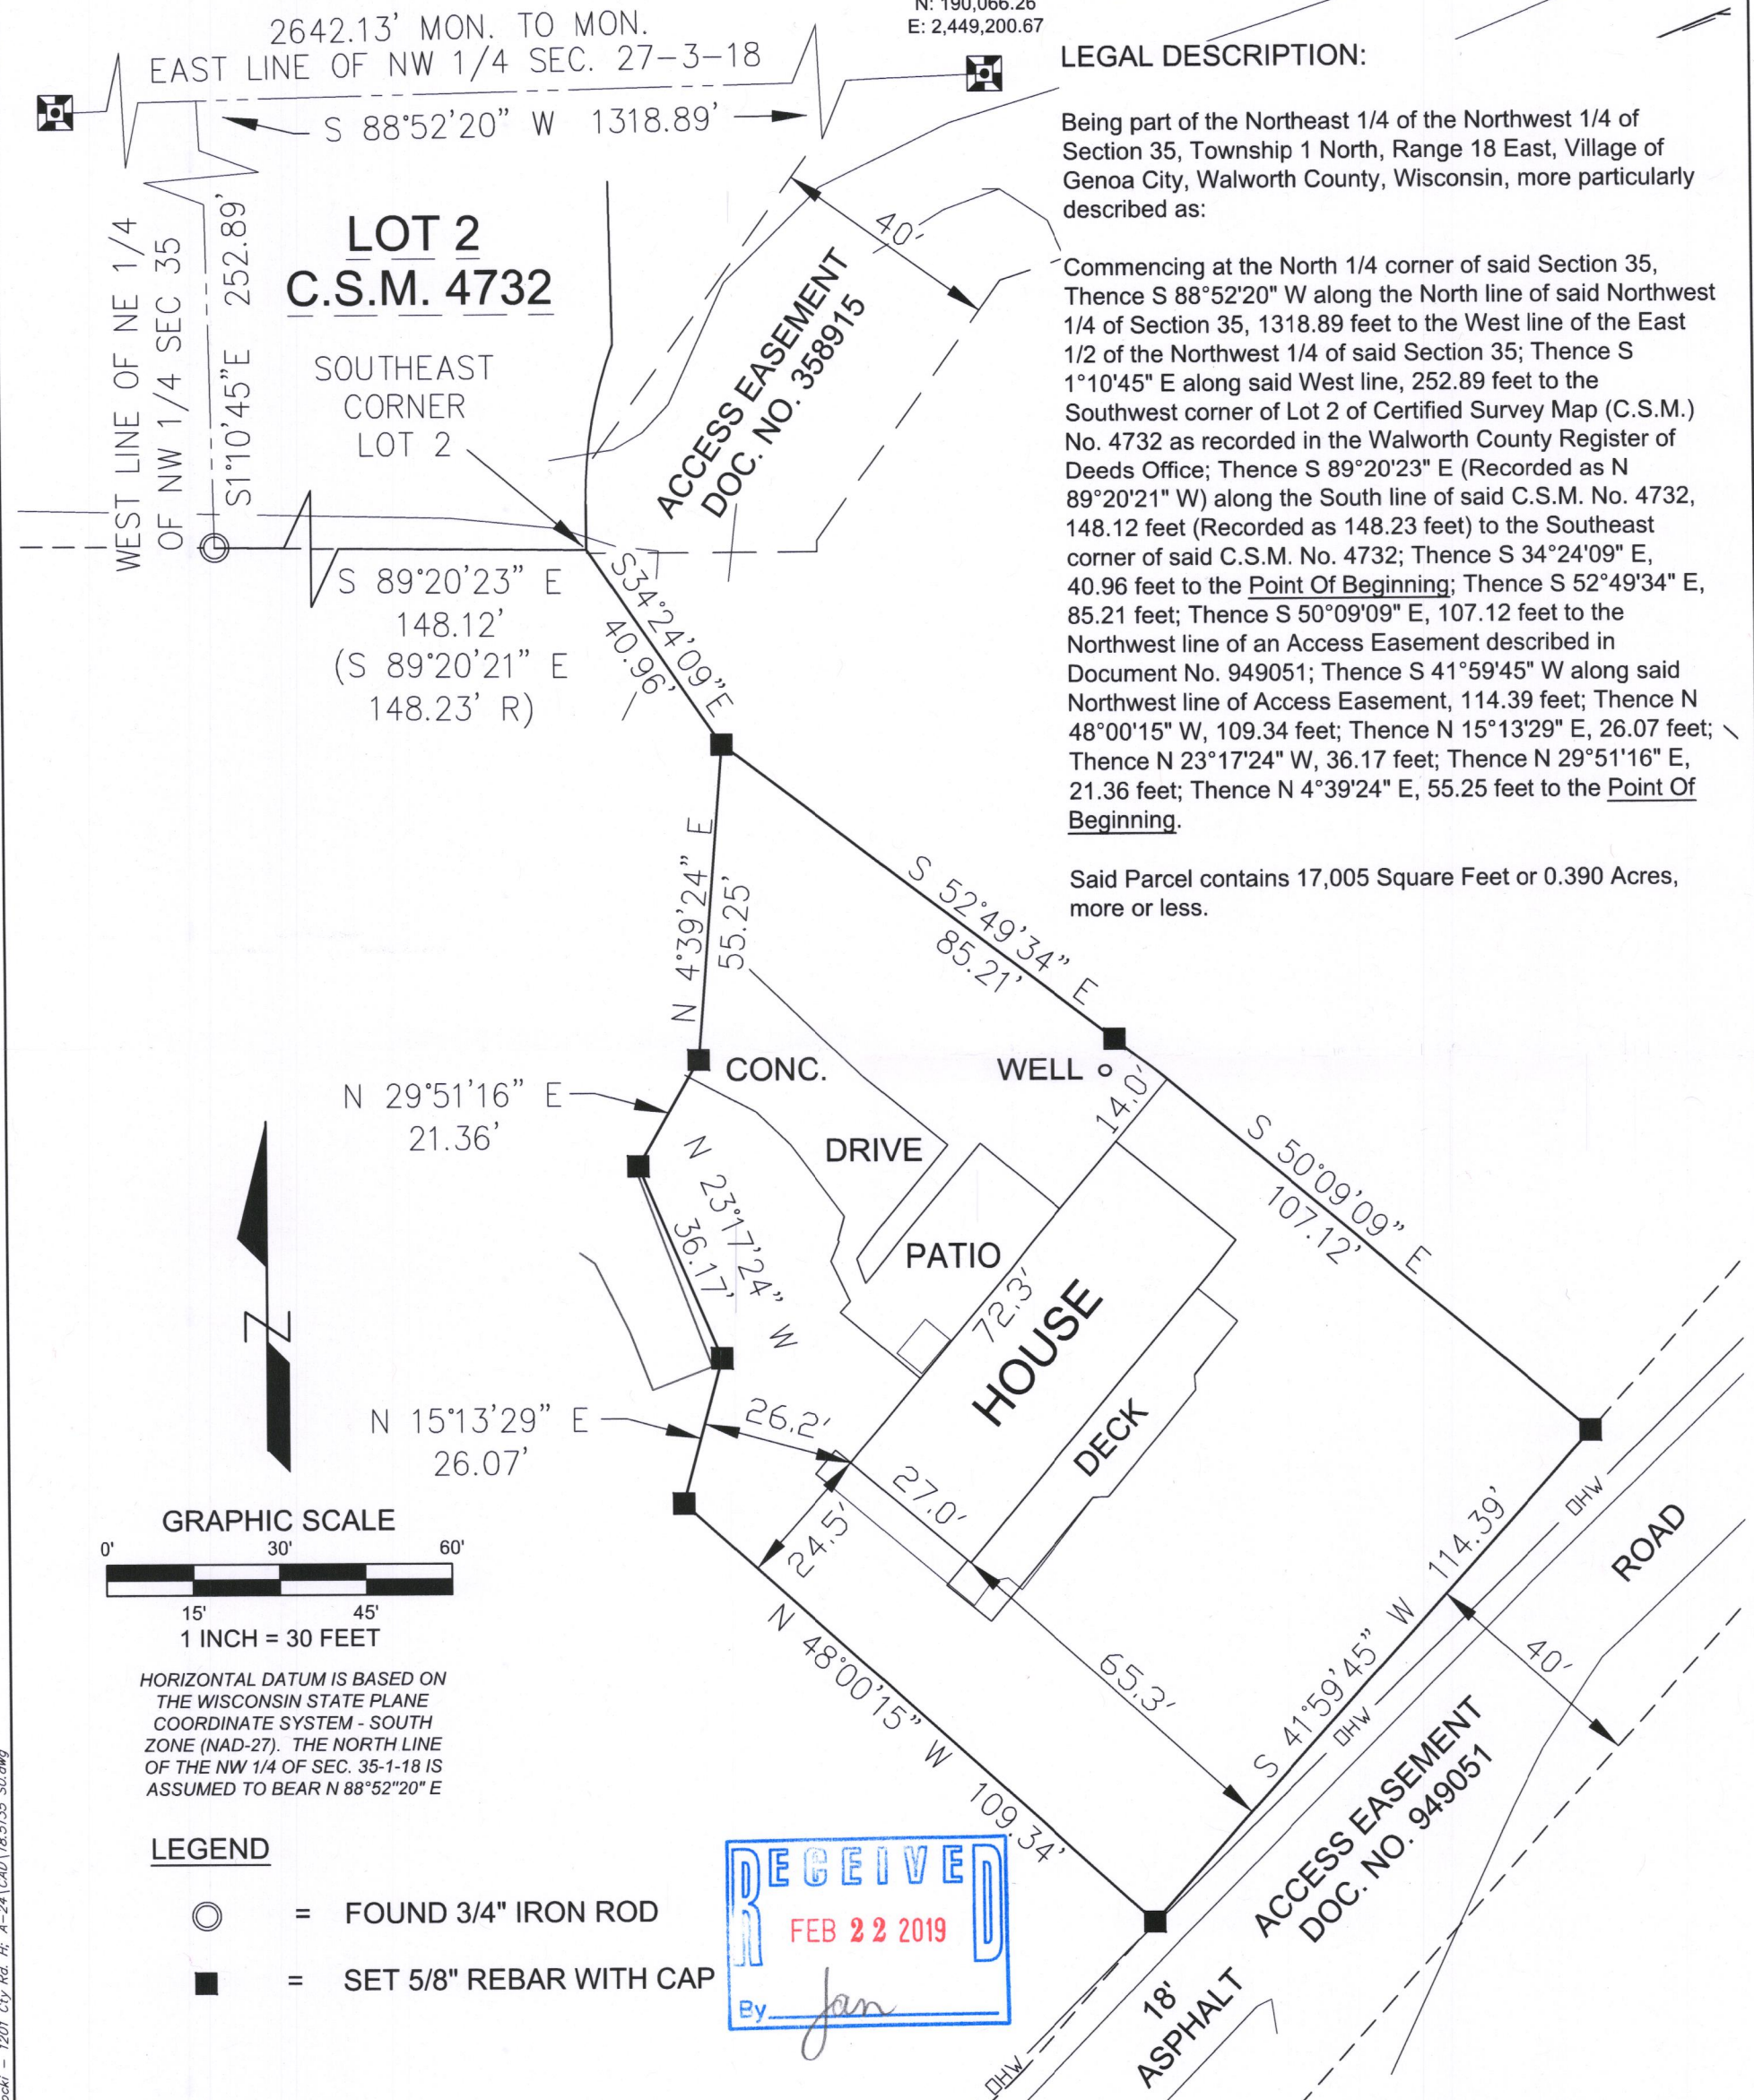 N: 190,066.26
E: 2,449,200.67
2642.13' MON. TO MON.
EAST LINE OF NW 1/4 SEC. 27-3-18
S 88°52'20" W 1318.89'
WEST LINE OF NE 1/4
OF NW 1/4 SEC 35
S1°10'45"E 252.89'
LOT 2
C.S.M. 4732
SOUTHEAST
CORNER
LOT 2
40'
ACCESS EASEMENT
DOC. NO. 358915
S 89°20'23" E
148.12'
(S 89°20'21" E
148.23' R)
S34°24'09"E
40.96'
LEGAL DESCRIPTION:
Being part of the Northeast 1/4 of the Northwest 1/4 of
Section 35, Township 1 North, Range 18 East, Village of
Genoa City, Walworth County, Wisconsin, more particularly
described as:
Commencing at the North 1/4 corner of said Section 35,
Thence S 88°52'20" W along the North line of said Northwest
1/4 of Section 35, 1318.89 feet to the West line of the East
1/2 of the Northwest 1/4 of said Section 35; Thence S
1°10'45" E along said West line, 252.89 feet to the
Southwest corner of Lot 2 of Certified Survey Map (C.S.M.)
No. 4732 as recorded in the Walworth County Register of
Deeds Office; Thence S 89°20'23" E (Recorded as N
89°20'21" W) along the South line of said C.S.M. No. 4732,
148.12 feet (Recorded as 148.23 feet) to the Southeast
corner of said C.S.M. No. 4732; Thence S 34°24'09" E,
40.96 feet to the Point Of Beginning; Thence S 52°49'34" E,
85.21 feet; Thence S 50°09'09" E, 107.12 feet to the
Northwest line of an Access Easement described in
Document No. 949051; Thence S 41°59'45" W along said
Northwest line of Access Easement, 114.39 feet; Thence N
48°00'15" W, 109.34 feet; Thence N 15°13'29" E, 26.07 feet;
Thence N 23°17'24" W, 36.17 feet; Thence N 29°51'16" E,
21.36 feet; Thence N 4°39'24" E, 55.25 feet to the Point Of
Beginning.
Said Parcel contains 17,005 Square Feet or 0.390 Acres,
more or less.
N 4°39'24" E
55.25'
S 52°49'34" E
85.21'
CONC.
DRIVE
WELL
14.0'
N 29°51'16" E
21.36'
N 23°17'24" W
36.17'
S 50°09'09" E
107.12'
PATIO
72.3'
HOUSE
DECK
N 15°13'29" E
26.07'
26.2'
27.0'
24.5'
65.3'
N 48°00'15" W 109.34'
S 41°59'45" W 114.39'
OHW
OHW
OHW
ROAD
40'
ACCESS EASEMENT
DOC. NO. 949051
18'
ASPHALT
N
GRAPHIC SCALE
0' 30' 60'
15' 45'
1 INCH = 30 FEET
HORIZONTAL DATUM IS BASED ON
THE WISCONSIN STATE PLANE
COORDINATE SYSTEM - SOUTH
ZONE (NAD-27). THE NORTH LINE
OF THE NW 1/4 OF SEC. 35-1-18 IS
ASSUMED TO BEAR N 88°52"20" E
LEGEND
= FOUND 3/4" IRON ROD
= SET 5/8" REBAR WITH CAP
RECEIVED
FEB 22 2019
By Jan
1201 Cty Rd. H; A-24\CAD\18.5135 SU.dwg